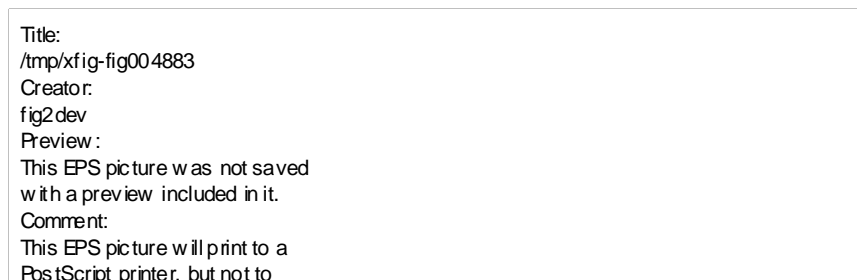 Title:
/tmp/xfig-fig004883
Creator:
fig2dev
Preview:
This EPS picture was not saved
with a preview included in it.
Comment:
This EPS picture will print to a
PostScript printer, but not to